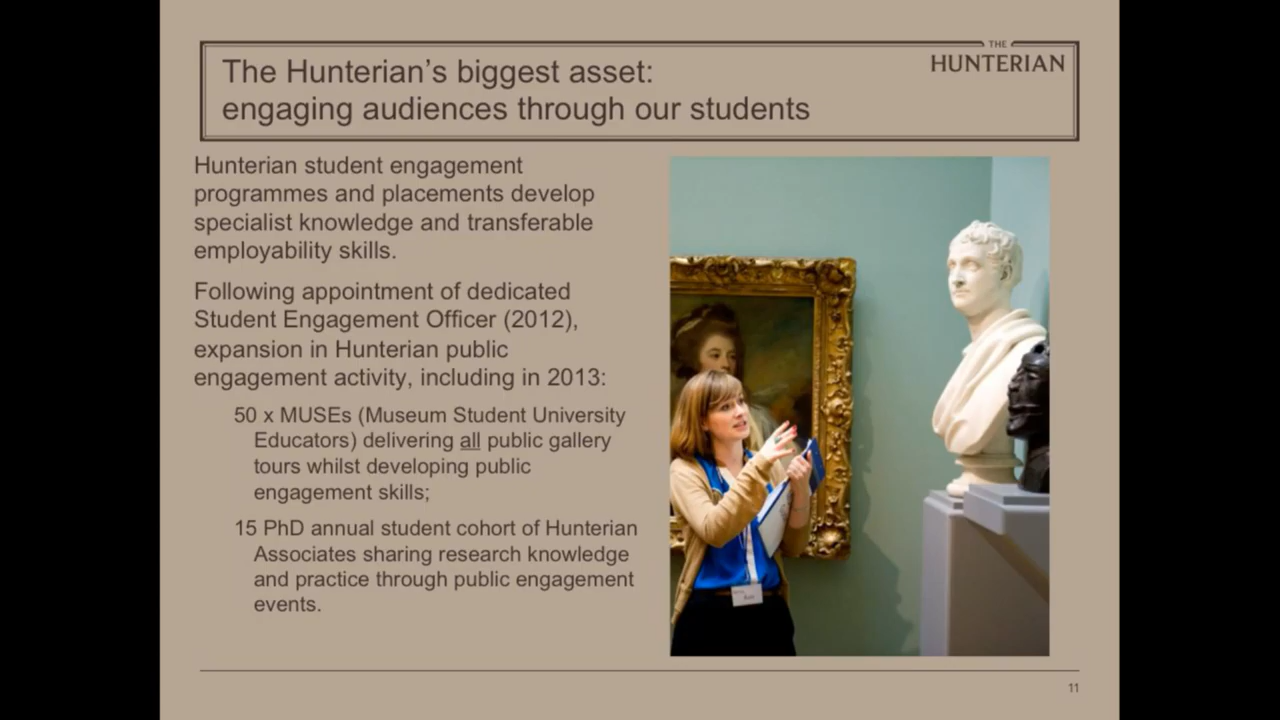 The Hunterian's biggest asset:
engaging audiences through our students
THE
HUNTERIAN
Hunterian student engagement
programmes and placements develop
specialist knowledge and transferable
employability skills.
Following appointment of dedicated
Student Engagement Officer (2012),
expansion in Hunterian public
engagement activity, including in 2013:
50 x MUSEs (Museum Student University
Educators) delivering all public gallery
tours whilst developing public
engagement skills;
15 PhD annual student cohort of Hunterian
Associates sharing research knowledge
and practice through public engagement
events.
11